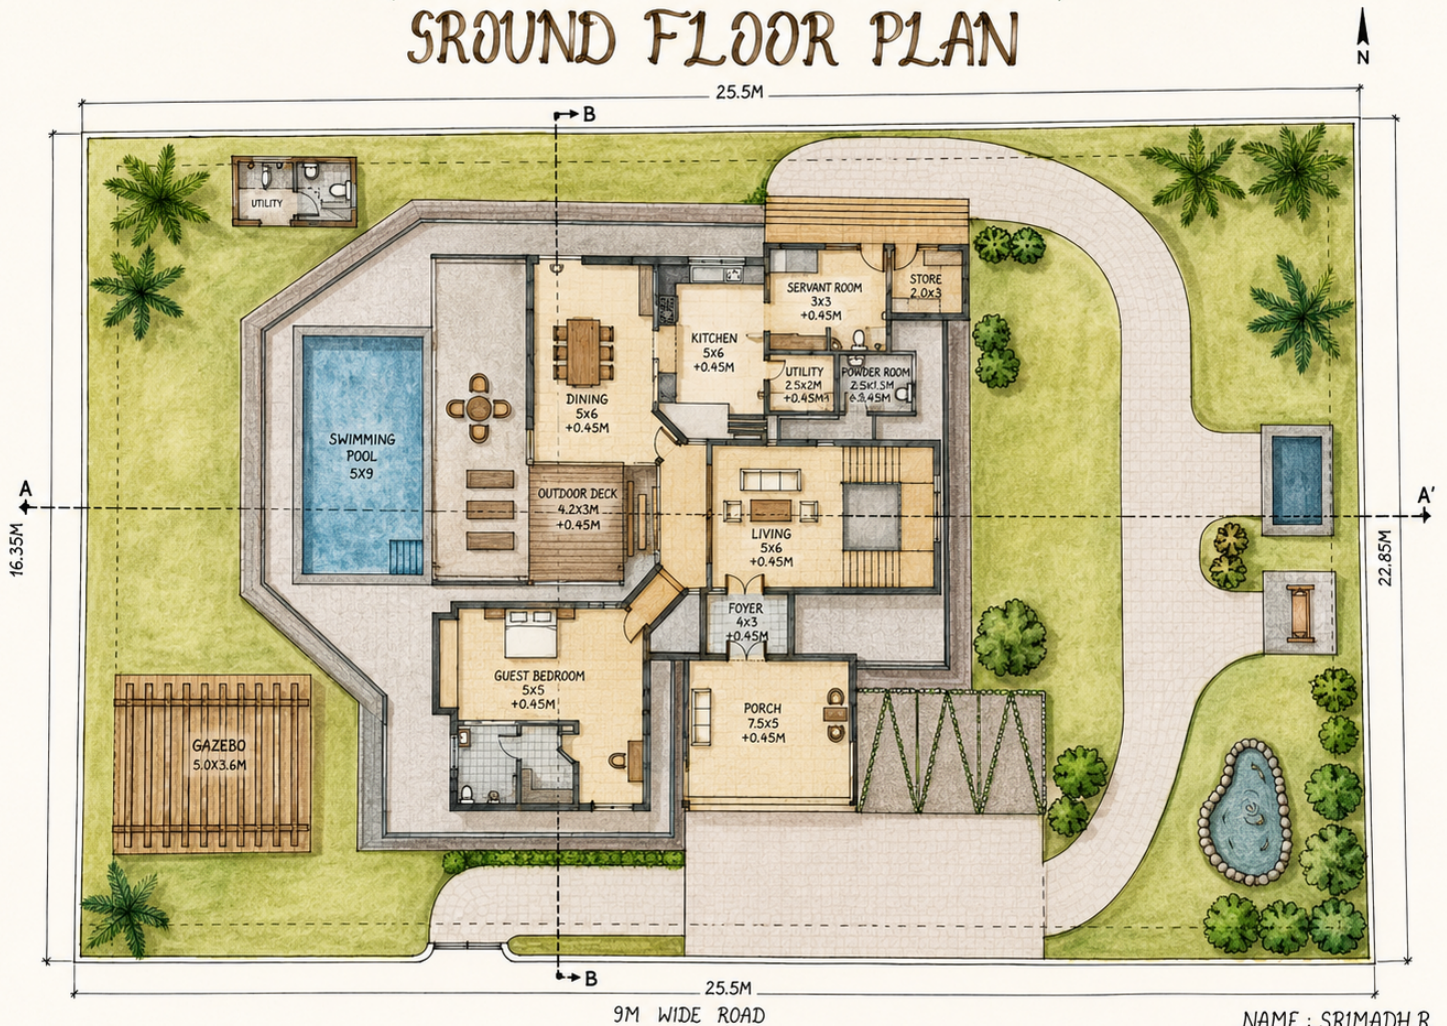 GROUND FLOOR PLAN
N
25.5M
B
UTILITY
SERVANT ROOM
3x3
+0.45M
STORE
2.0x3
KITCHEN
5x6
+0.45M
UTILITY
2.5x2M
+0.45M
POWDER ROOM
2.5x1.5M
DINING
5x6
+0.45M
SWIMMING
POOL
5X9
A
A'
OUTDOOR DECK
4.2x3M
+0.45M
LIVING
5x6
+0.45M
16.35M
22.85M
FOYER
4x3
+0.45M
GUEST BEDROOM
5x5
+0.45M
PORCH
7.5x5
+0.45M
GAZEBO
5.0X3.6M
B
25.5M
9M WIDE ROAD
NAME : SRIMADH.R